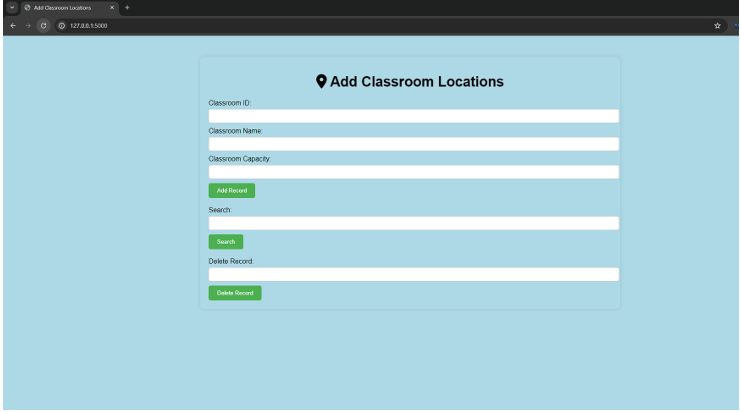 Add Classroom Locations
127.0.0.1:5000
Add Classroom Locations
Classroom ID:
Classroom Name:
Classroom Capacity:
Add Record
Search:
Search
Delete Record:
Delete Record